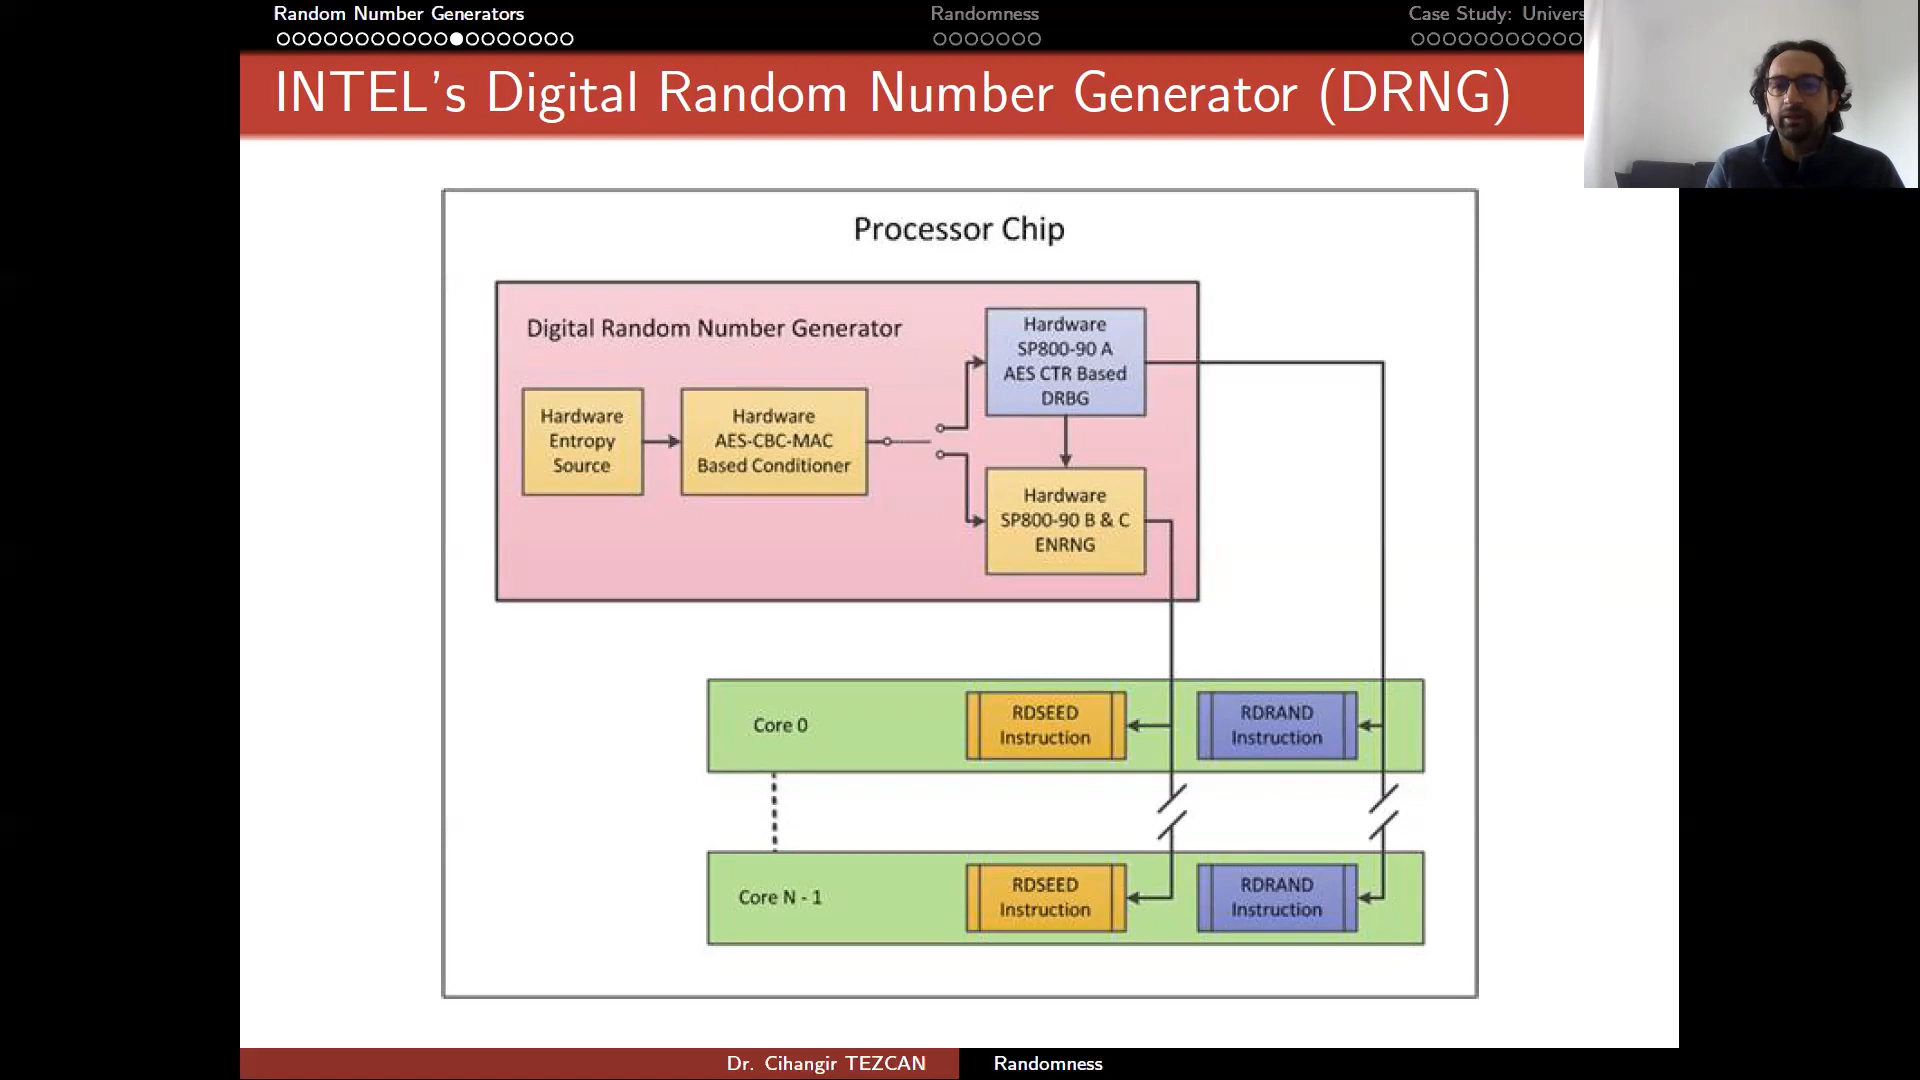 Random Number Generators
Randomness
Case Study: Univers
INTEL's Digital Random Number Generator (DRNG)
Processor Chip
Digital Random Number Generator
Hardware
Entropy
Source
Hardware
AES-CBC-MAC
Based Conditioner
Hardware
SP800-90 A
AES CTR Based
DRBG
Hardware
SP800-90 B & C
ENRNG
Core 0
RDSEED
Instruction
RDRAND
Instruction
Core N - 1
RDSEED
Instruction
RDRAND
Instruction
Dr. Cihangir TEZCAN
Randomness